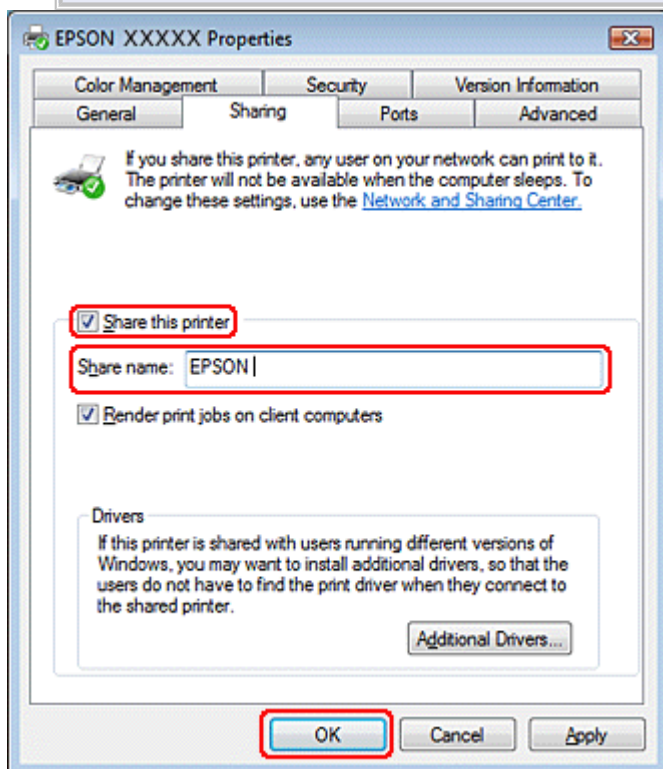 EPSON XXXXX Properties
Color Management Security Version Information
General Sharing Ports Advanced
If you share this printer, any user on your network can print to it.
The printer will not be available when the computer sleeps. To
change these settings, use the Network and Sharing Center.
Share this printer
Share name: EPSON
Render print jobs on client computers
Drivers
If this printer is shared with users running different versions of
Windows, you may want to install additional drivers, so that the
users do not have to find the print driver when they connect to
the shared printer.
Additional Drivers...
OK Cancel Apply